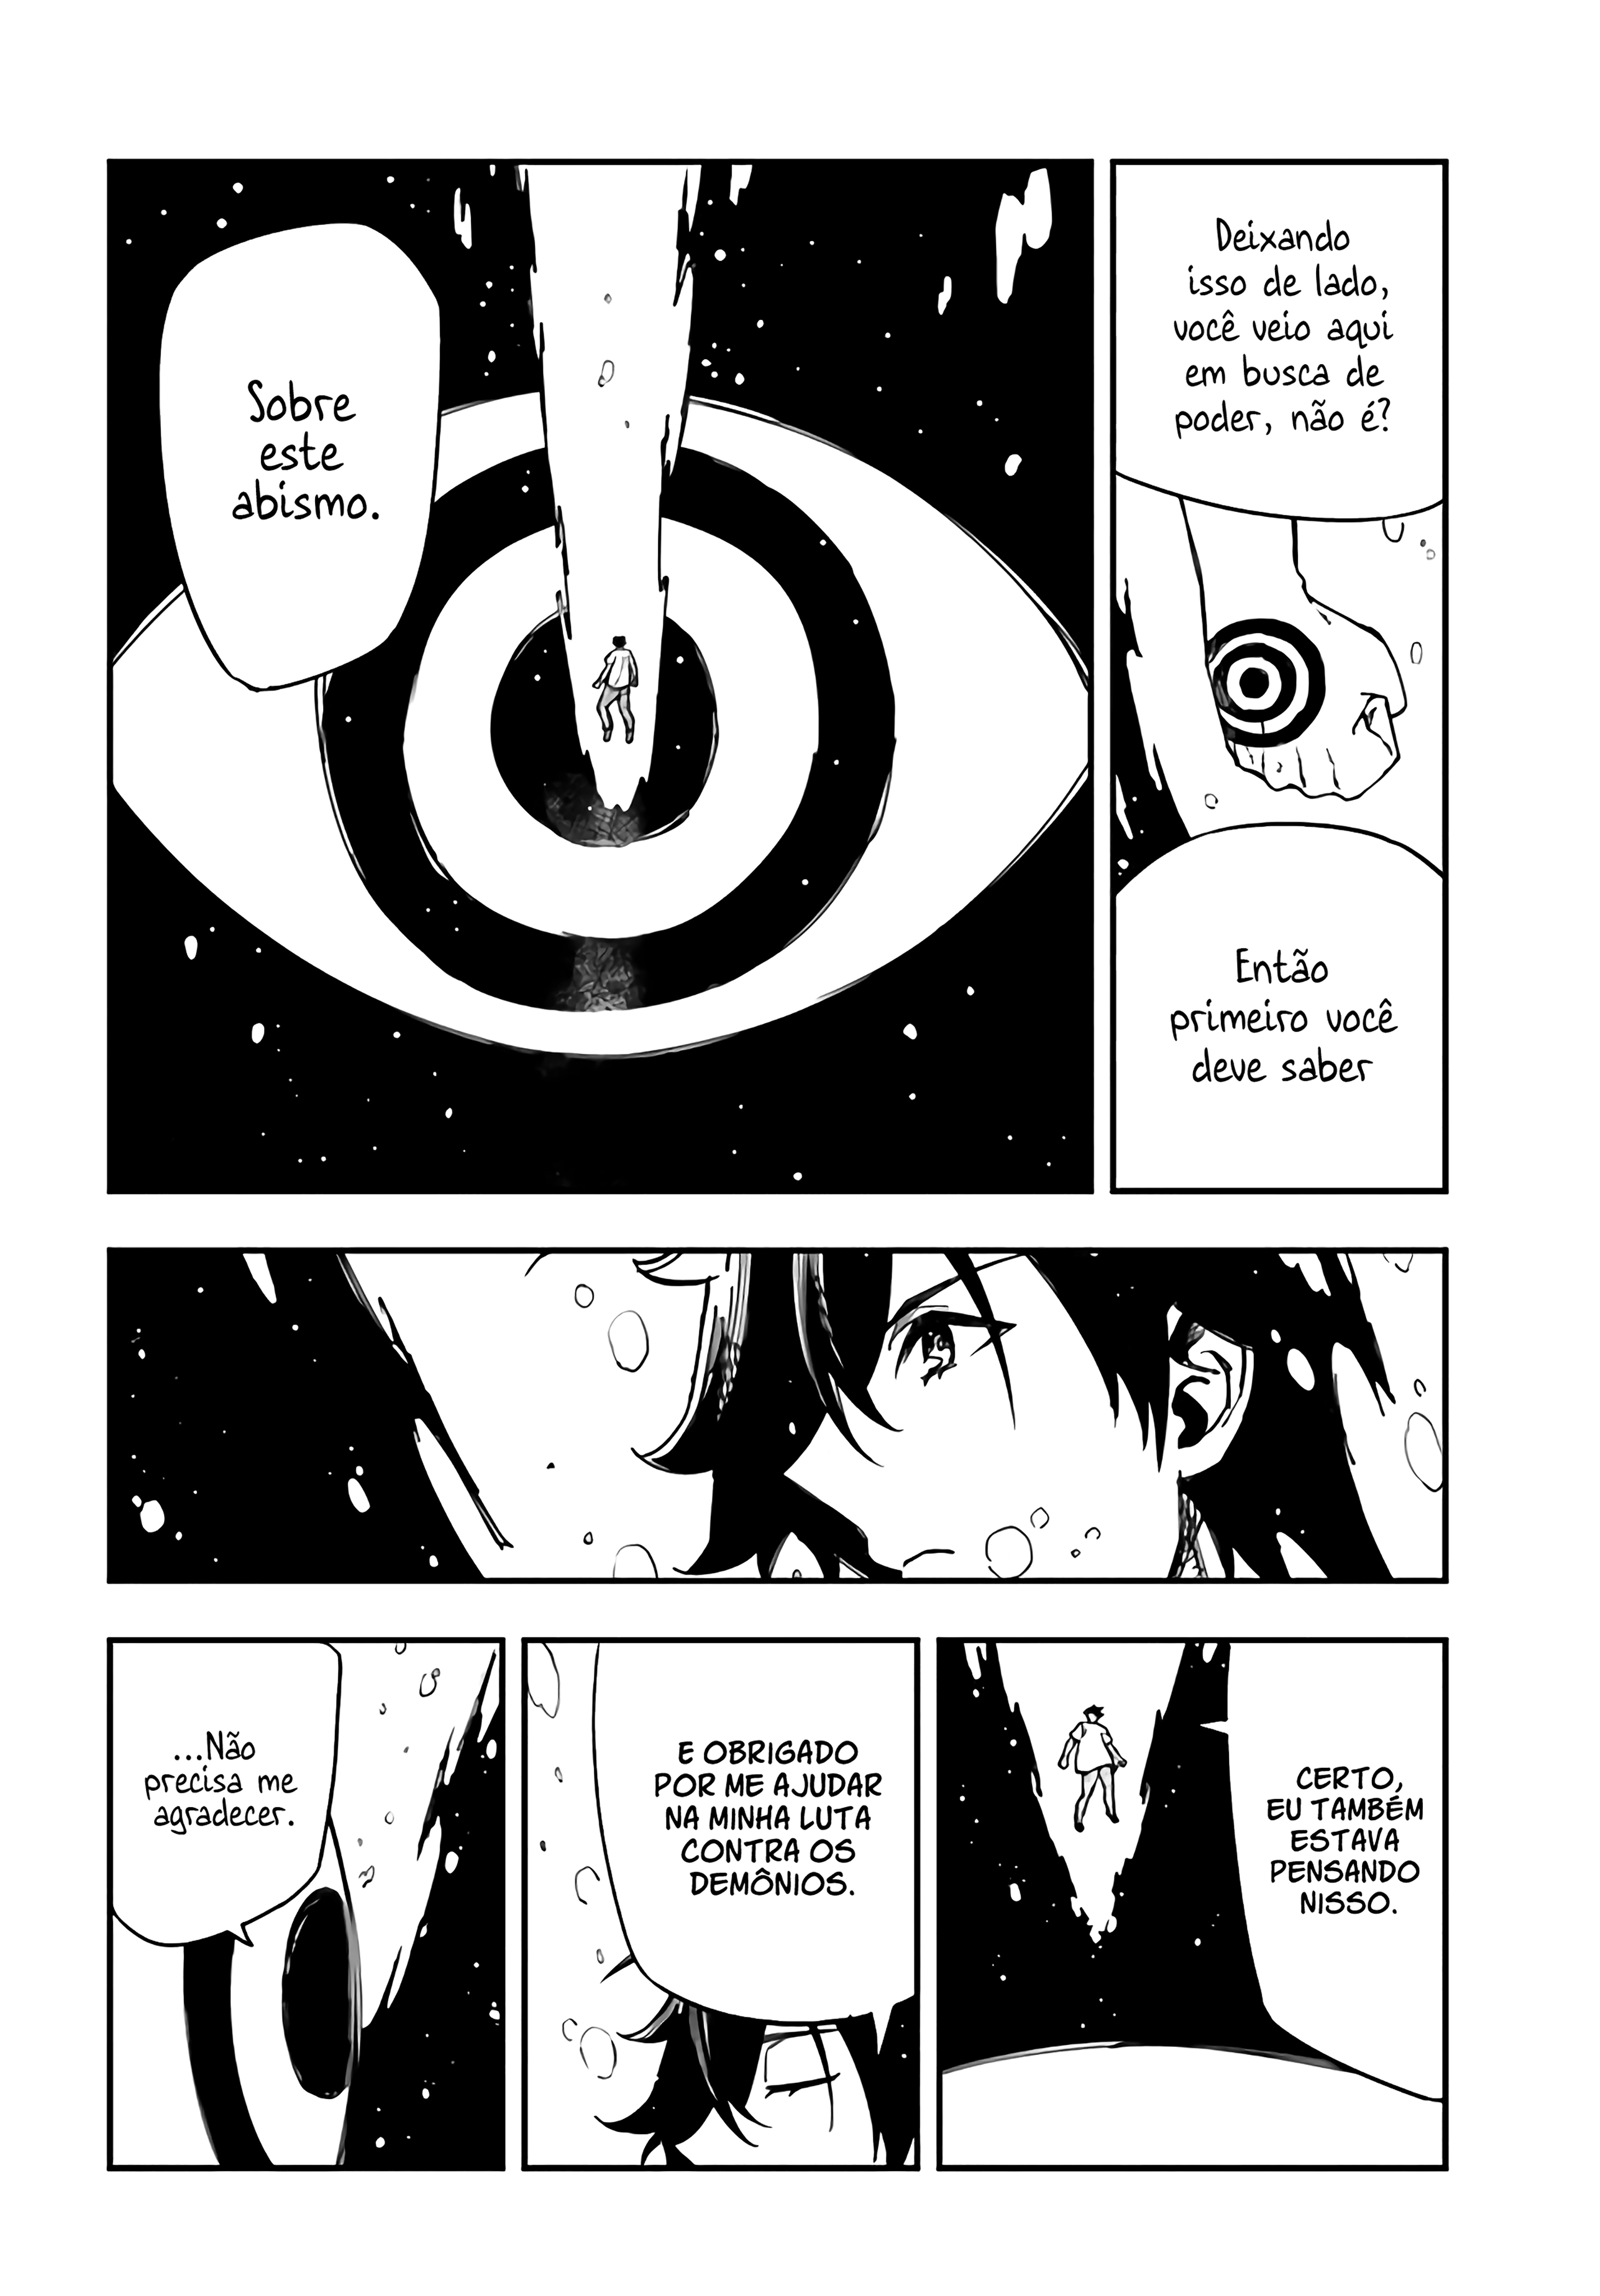 Deixando
isso de lado,
você veio aqui
em busca de
poder, não é?
Então
primeiro você
deve saber
Sobre
este
abismo.
CERTO,
EU TAMBÉM
ESTAVA
PENSANDO
NISSO.
E OBRIGADO
POR ME AJUDAR
NA MINHA LUTA
CONTRA OS
DEMÔNIOS.
...Não
precisa me
agradecer.